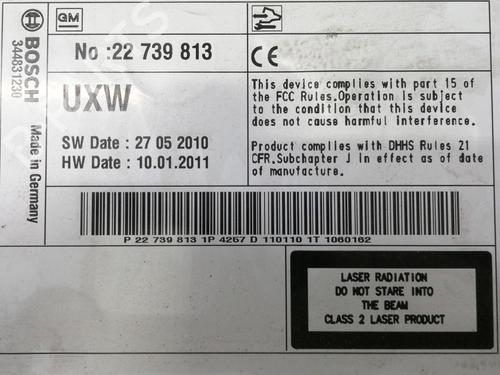 BOSCH
344831230
Made in Germany
GM
No :22 739 813
UXW
SW Date : 27 05 2010
HW Date : 10.01.2011
CE
This device complies with part 15 of
the FCC Rules.Operation is subject
to the condition that this device
does not cause harmful interference.
Product complies with DHHS Rules 21
CFR.Subchapter J in effect as of date
of manufacture.
P 22 739 813 1P 4257 D 110110 1T 1060162
LASER RADIATION
DO NOT STARE INTO
THE BEAM
CLASS 2 LASER PRODUCT